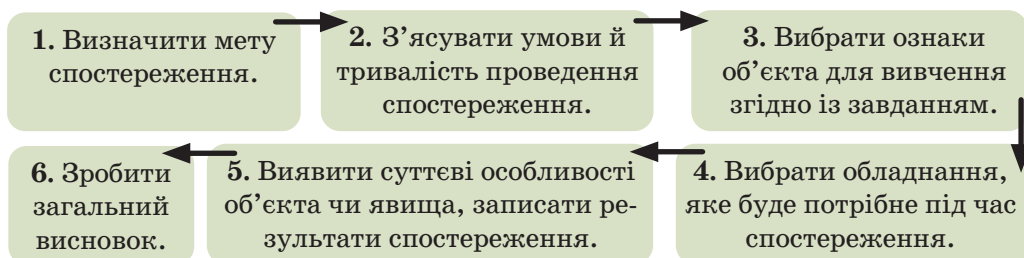 1. Визначити мету
спостереження.
2. З’ясувати умови й
тривалість проведення
спостереження.
3. Вибрати ознаки
об’єкта для вивчення
згідно із завданням.
4. Вибрати обладнання,
яке буде потрібне під час
спостереження.
5. Виявити суттєві особливості
об’єкта чи явища, записати ре-
зультати спостереження.
6. Зробити
загальний
висновок.